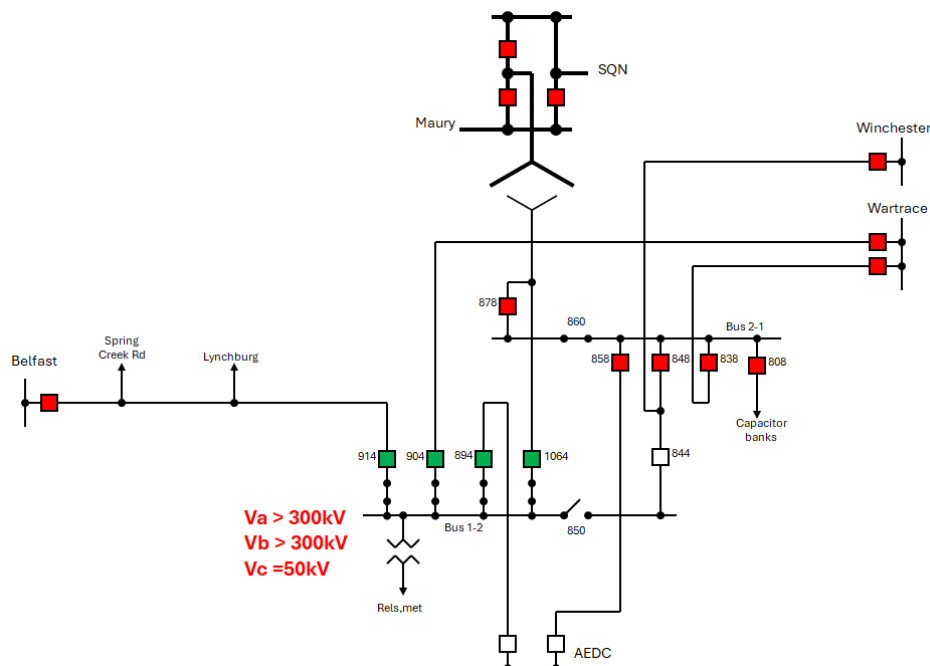 SQN
Maury
Winchester
Wartrace
878
860
Bus 2-1
858
848
838
808
Spring
Creek Rd
Lynchburg
Belfast
Capacitor
banks
914
904
894
1064
844
Va > 300kV
Vb > 300kV
Vc =50kV
Bus 1-2
850
Rels,met
AEDC